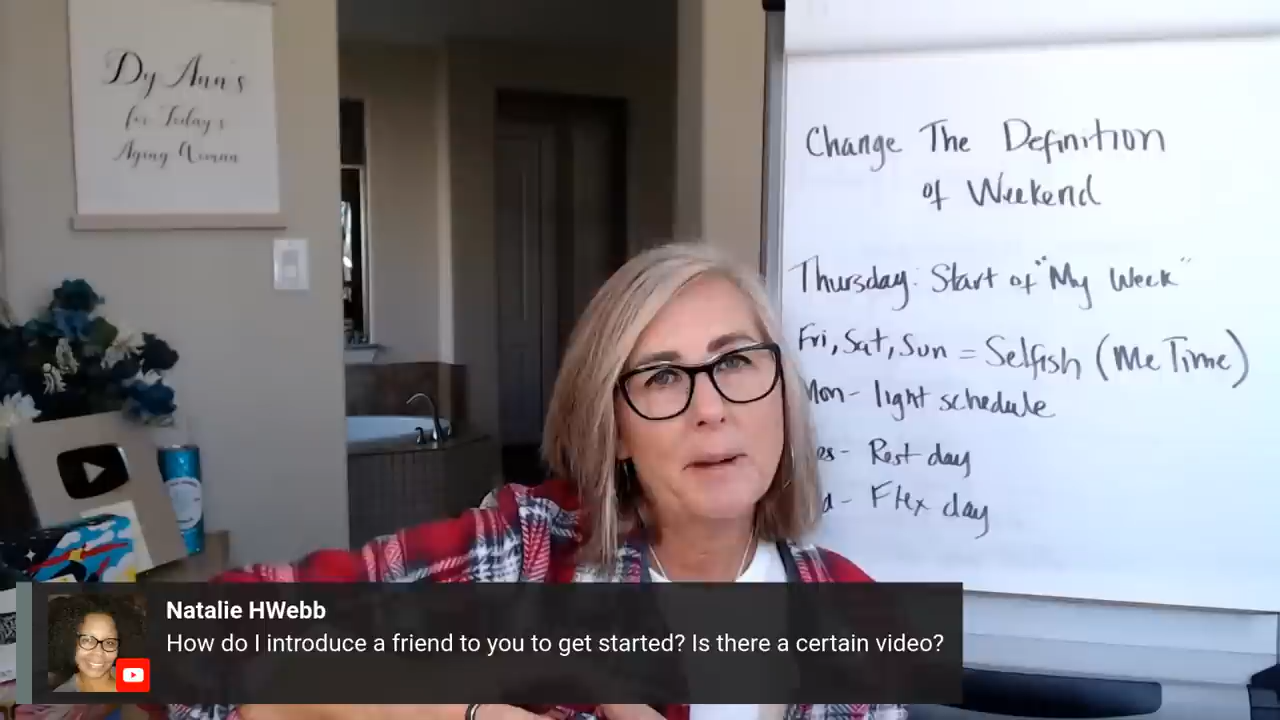 Dy Ann's
for Today's
Aging Woman
Change The Definition
of Weekend
Thursday: Start of "My Week"
Fri, Sat, Sun = Selfish (Me Time)
Mon - light schedule
es - Rest day
d - Flex day
Natalie HWebb
How do I introduce a friend to you to get started? Is there a certain video?